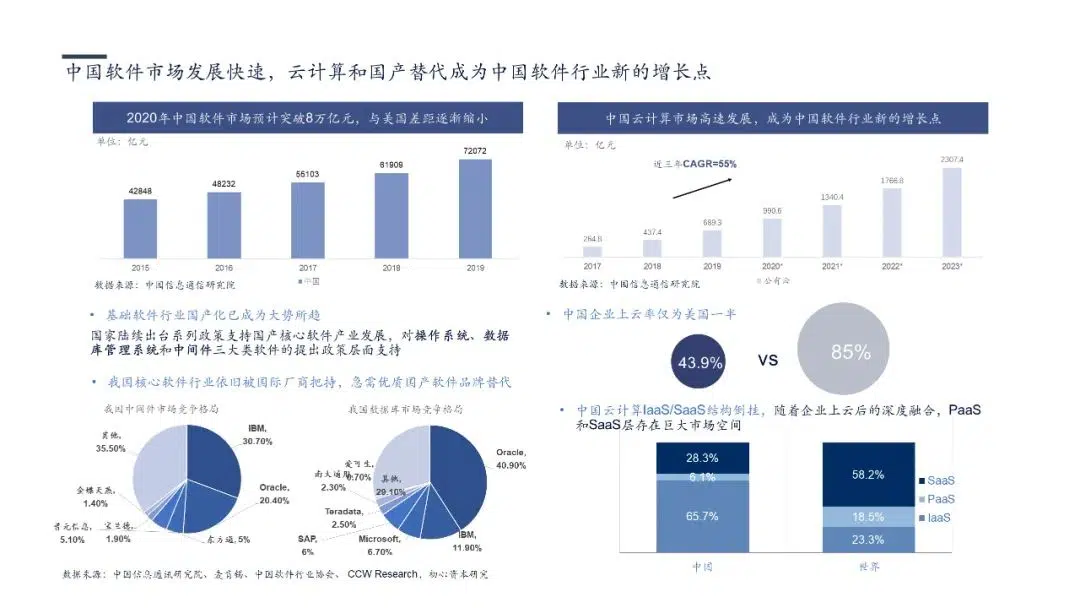 中国软件市场发展快速，云计算和国产替代成为中国软件行业新的增长点
2020年中国软件市场预计突破8万亿元，与美国差距逐渐缩小
单位：亿元
42848
48232
55103
61909
72072
2015
2016
2017
2018
2019
■中国
数据来源：中国信息通信研究院
• 基础软件行业国产化已成为大势所趋
国家陆续出台系列政策支持国产核心软件产业发展，对操作系统、数据
库管理系统和中间件三大类软件的提出政策层面支持
• 我国核心软件行业依旧被国际厂商把持，急需优质国产软件品牌替代
我国中间件市场竞争格局
IBM,
30.70%
Oracle,
20.40%
东方通, 5%
宝兰德,
1.90%
普元信息,
5.10%
金蝶天燕,
1.40%
其他,
35.50%
我国数据库市场竞争格局
Oracle,
40.90%
IBM,
11.90%
Microsoft,
6.70%
SAP,
6%
Teradata,
2.50%
南大通用,
2.30%
爱可生,
0.70%
其他,
29.10%
数据来源：中国信息通讯研究院、麦肯锡、中国软件行业协会、CCW Research，初心资本研究
中国云计算市场高速发展，成为中国软件行业新的增长点
单位：亿元
近三年CAGR=55%
264.8
437.4
689.3
990.6
1340.4
1766.8
2307.4
2017
2018
2019
2020*
2021*
2022*
2023*
■公有云
数据来源：中国信息通信研究院
• 中国企业上云率仅为美国一半
43.9%
VS
85%
• 中国云计算IaaS/SaaS结构倒挂，随着企业上云后的深度融合，PaaS
和SaaS层存在巨大市场空间
28.3%
6.1%
65.7%
58.2%
18.5%
23.3%
SaaS
PaaS
IaaS
中国
世界